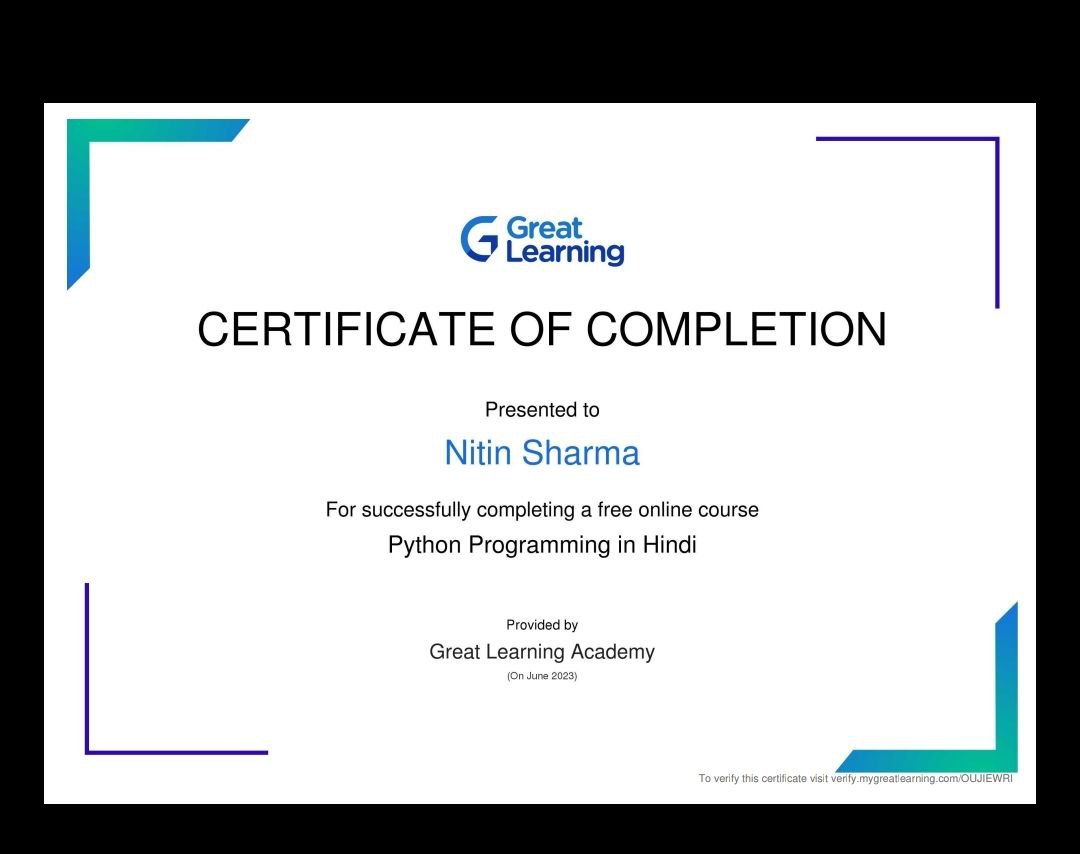 Great
Learning
CERTIFICATE OF COMPLETION
Presented to
Nitin Sharma
For successfully completing a free online course
Python Programming in Hindi
Provided by
Great Learning Academy
(On June 2023)
To verify this certificate visit verify.mygreatlearning.com/OUJIEWRI